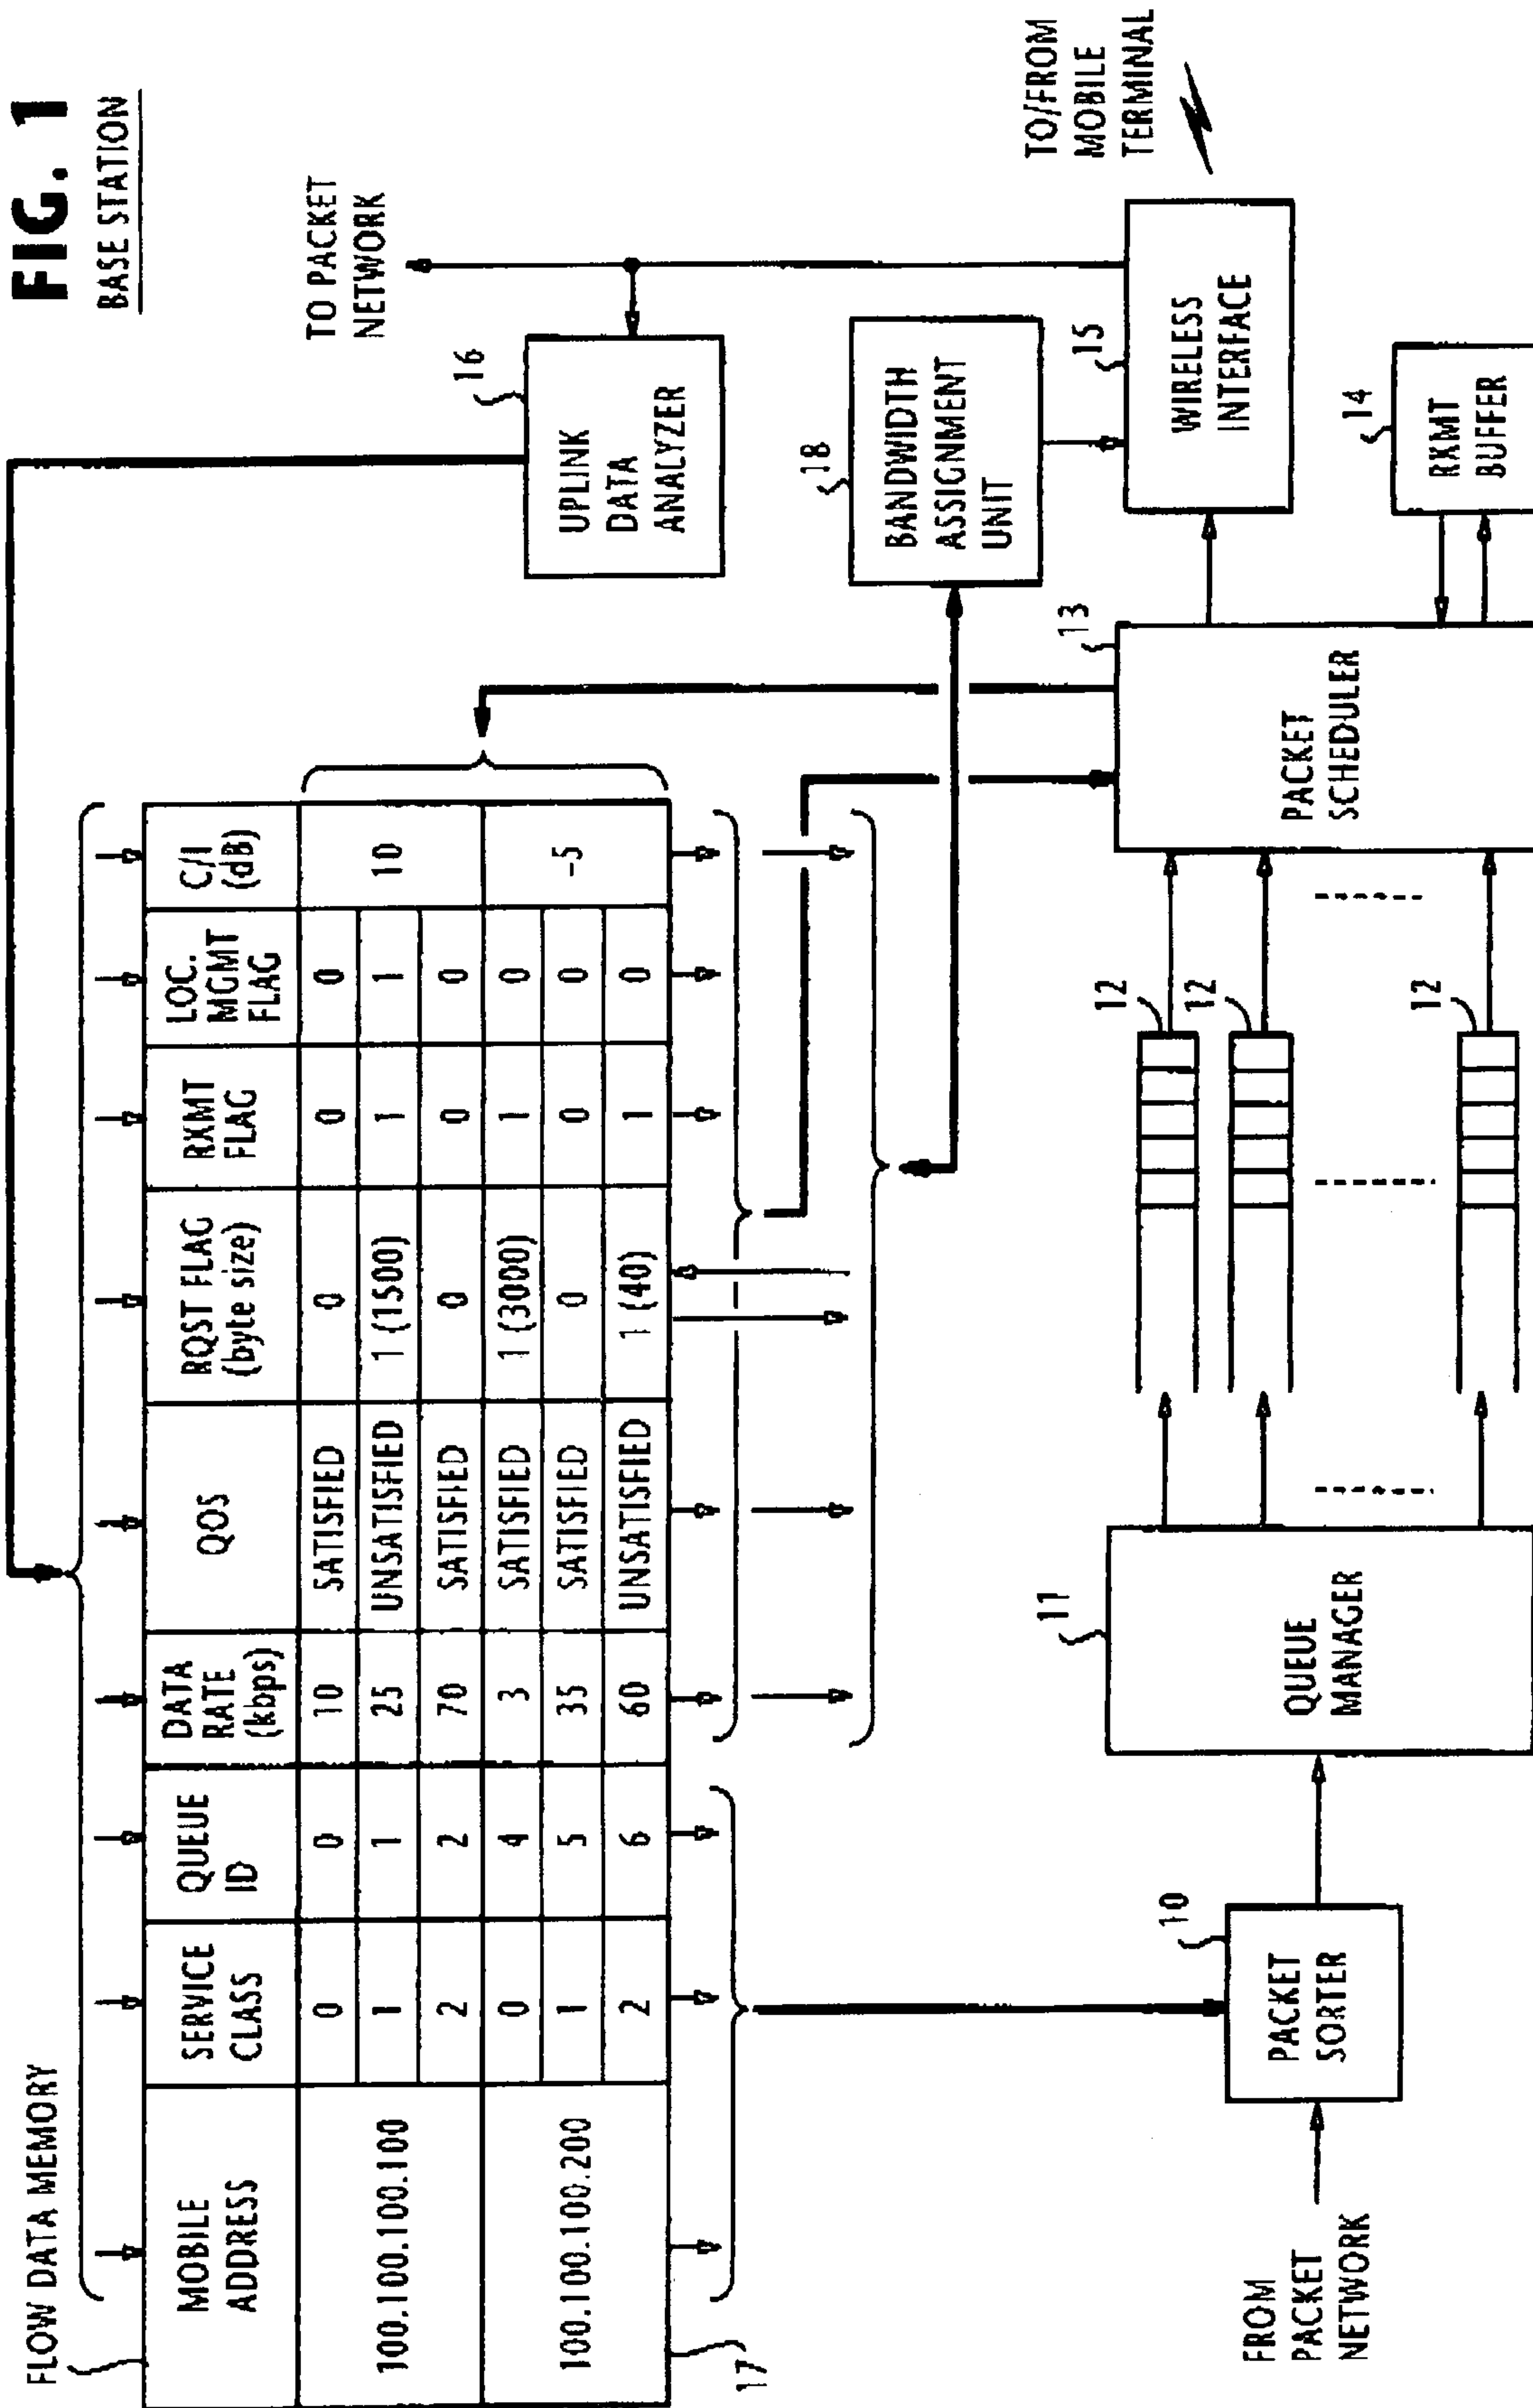 FIG. 1
BASE STATION
FLOW DATA MEMORY
MOBILE ADDRESS	SERVICE CLASS	QUEUE ID	DATA RATE (kbps)	QOS	RQST FLAG (byte size)	RXMT FLAG	LOC. MGMT FLAG	C/I (dB)
100.100.100.100	0	0	10	SATISFIED	0	0	0	10
1	1	25	UNSATISFIED	1 (1500)	1	1
2	2	70	SATISFIED	0	0	0
100.100.100.200	0	4	3	SATISFIED	1 (3000)	1	0	-5
1	5	35	SATISFIED	0	0	0
2	6	60	UNSATISFIED	1 (40)	1	0
17
TO PACKET
NETWORK
16
UPLINK
DATA
ANALYZER
18
BANDWIDTH
ASSIGNMENT
UNIT
TO/FROM
MOBILE
TERMINAL
15
WIRELESS
INTERFACE
14
RXMT
BUFFER
13
PACKET
SCHEDULER
12
12
12
11
QUEUE
MANAGER
10
PACKET
SORTER
FROM
PACKET
NETWORK